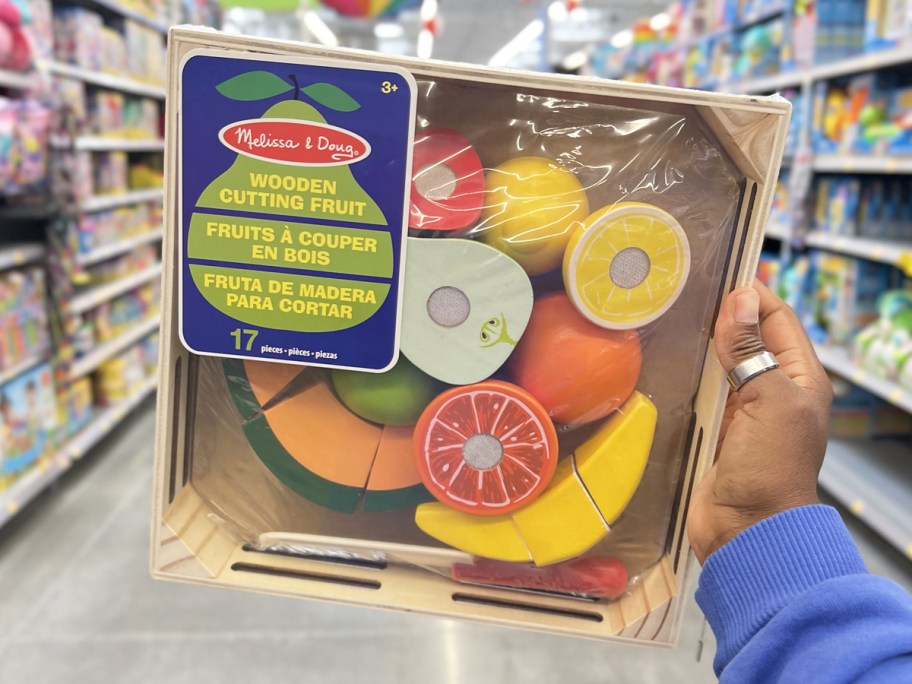 3+
Melissa & Doug®
WOODEN
CUTTING FRUIT
FRUITS À COUPER
EN BOIS
FRUTA DE MADERA
PARA CORTAR
17 pieces • pièces • piezas